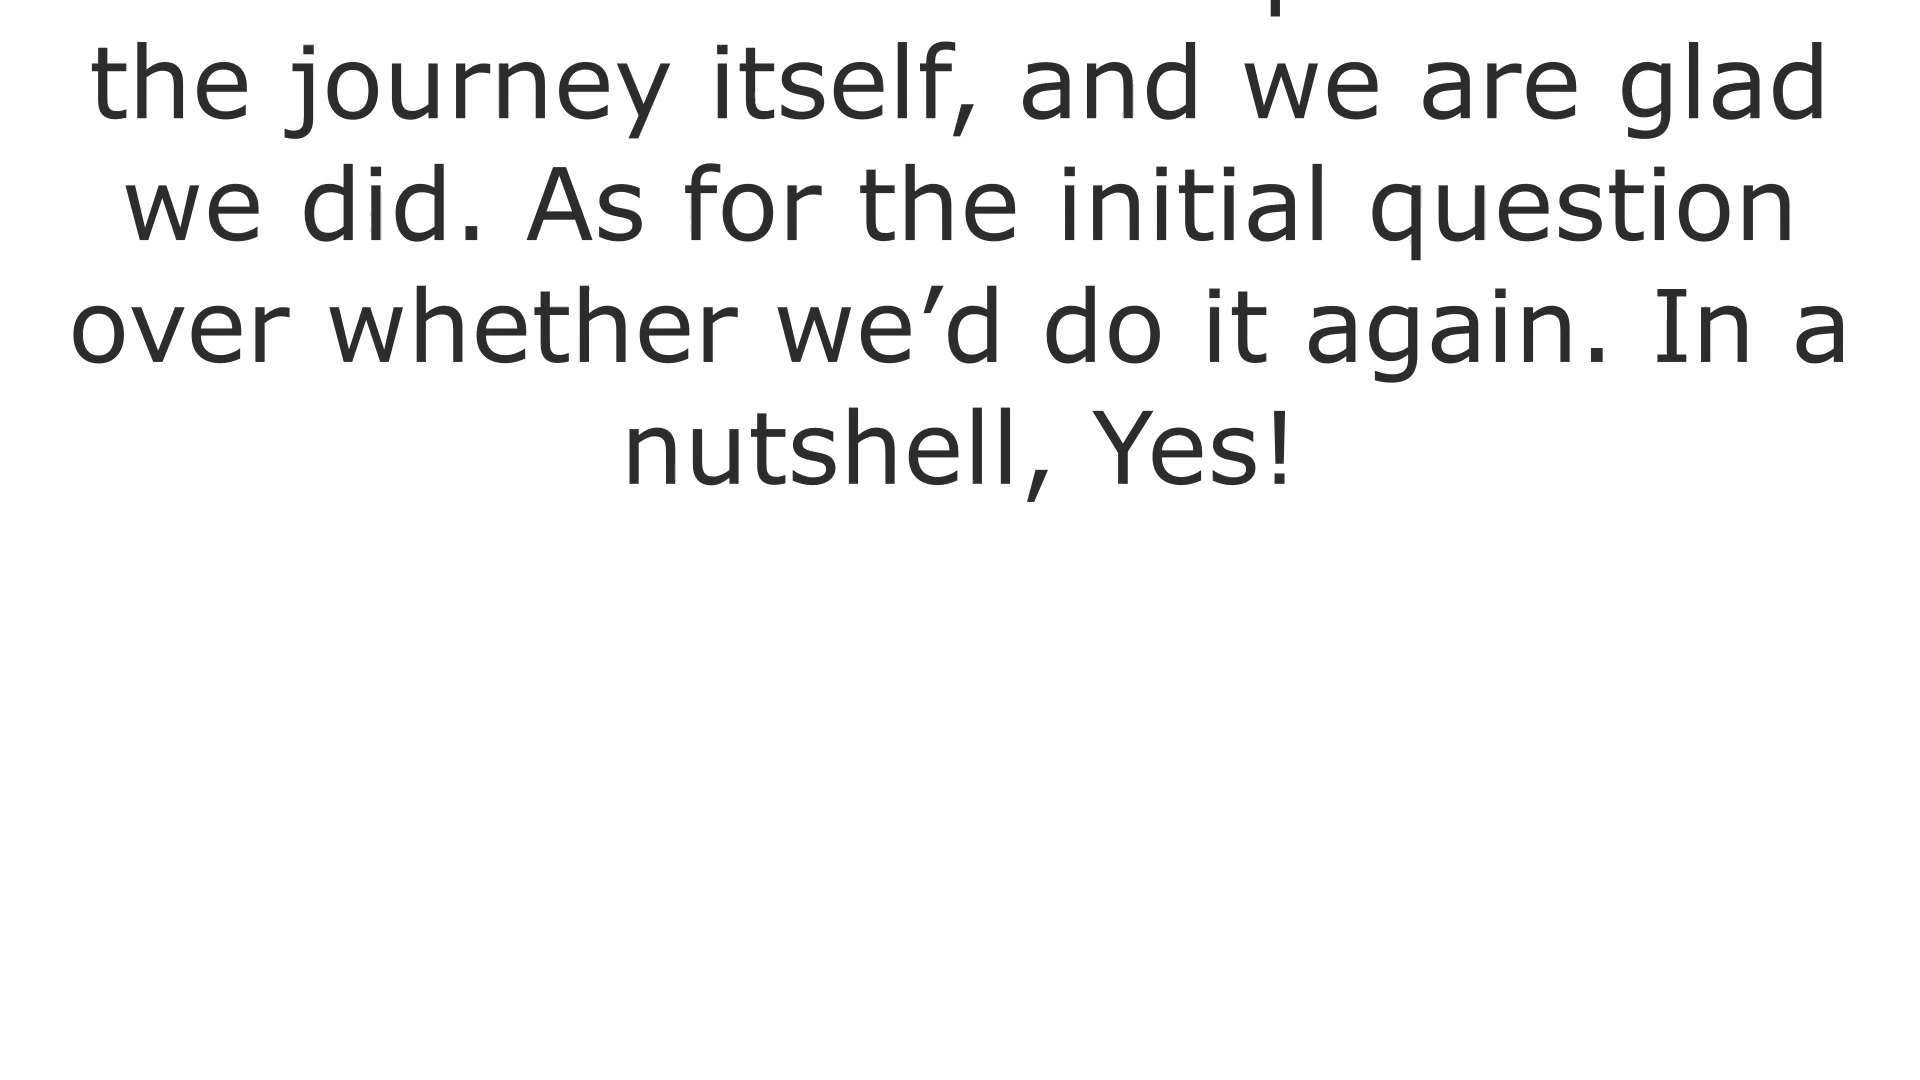 the journey itself, and we are glad
we did. As for the initial question
over whether we’d do it again. In a
nutshell, Yes!